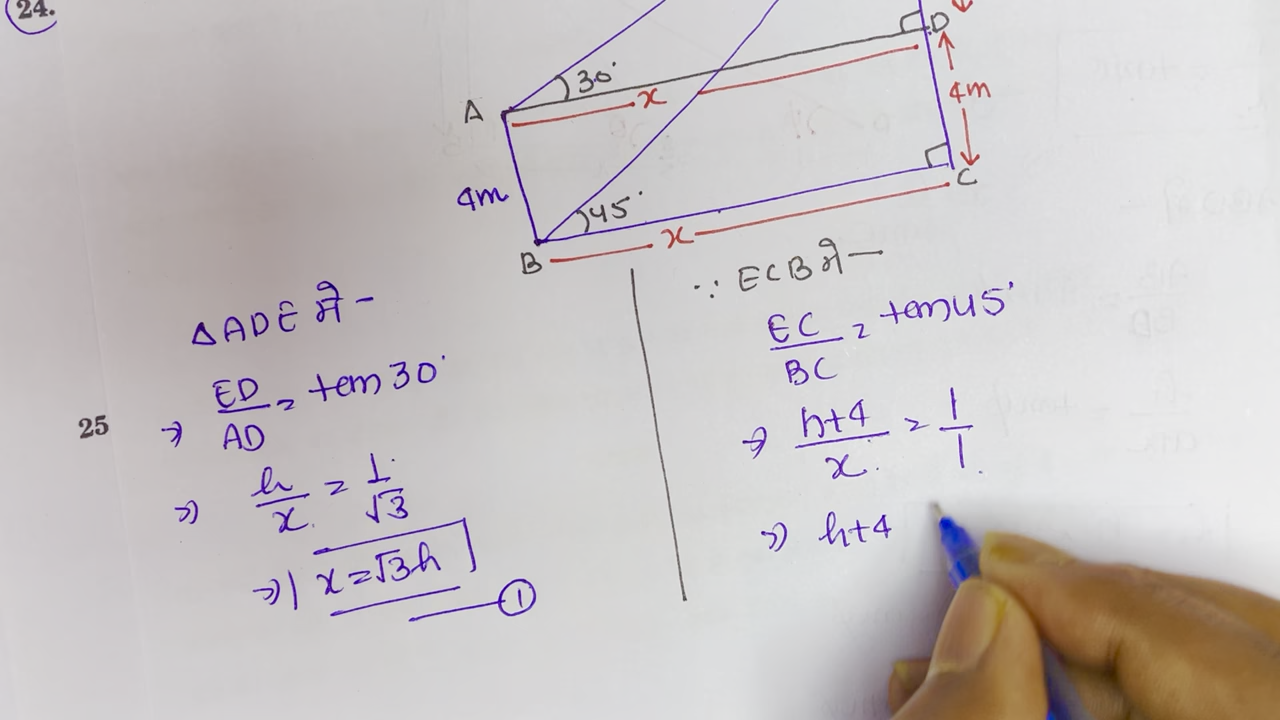 24.
30°
D
A
x
4m
4m
C
45°
x
B
∵ ECB में —
Δ ADE में —
EC/BC = tan45°
ED/AD = tan30°
25
⇒ h+4/x = 1/1
⇒ h/x = 1/√3
⇒ h+4
⇒ x=√3h
①